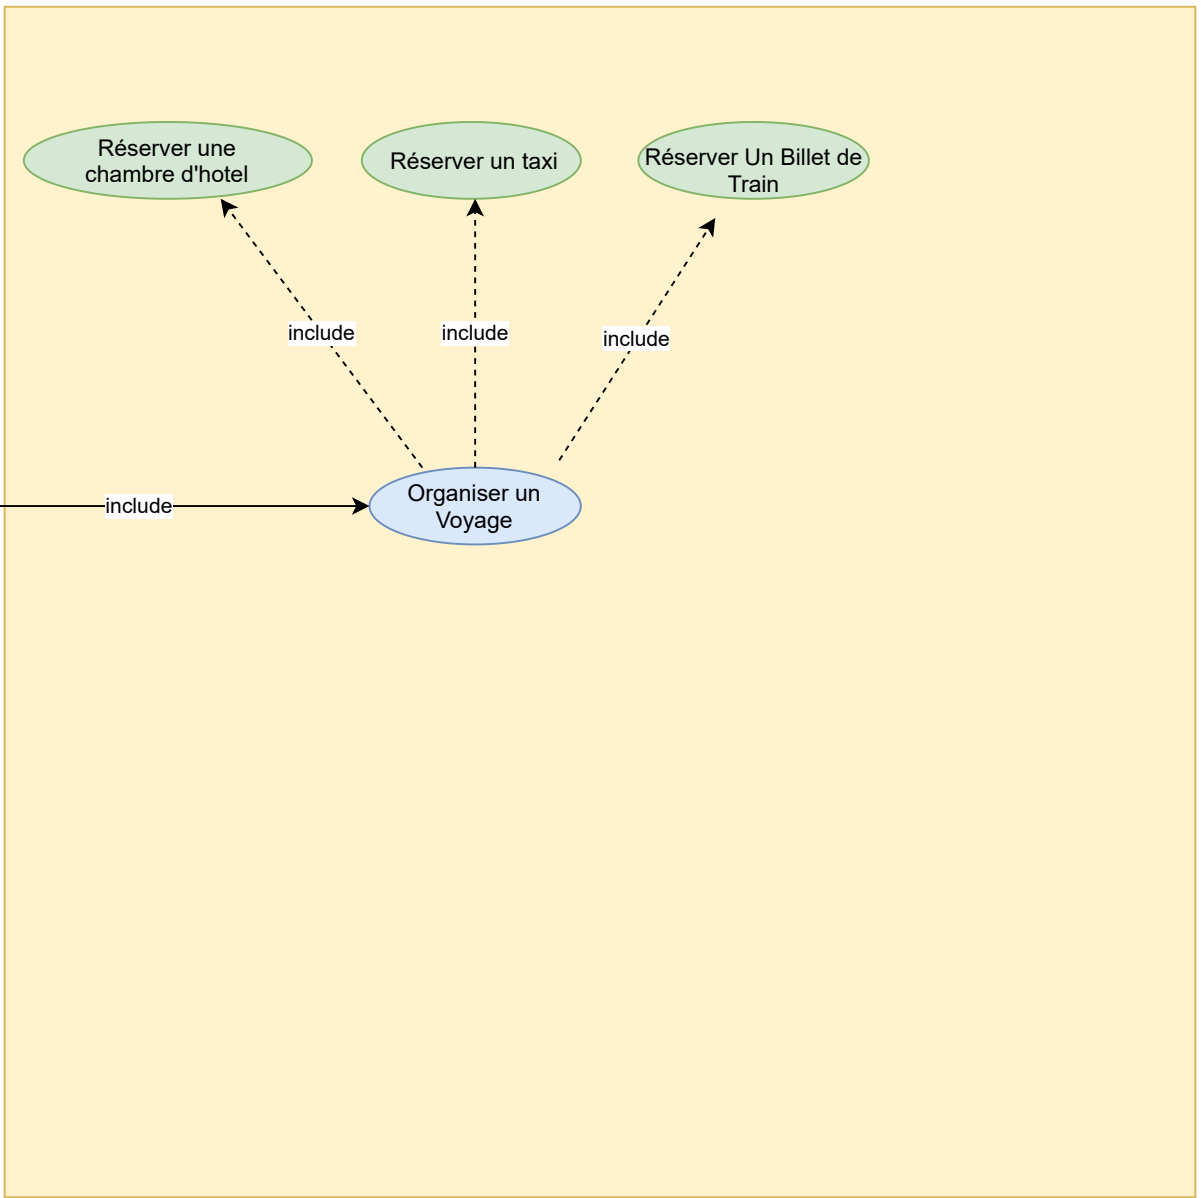 Réserver une
chambre d'hotel
Réserver un taxi
Réserver Un Billet de
Train
include
include
include
include
Organiser un
Voyage